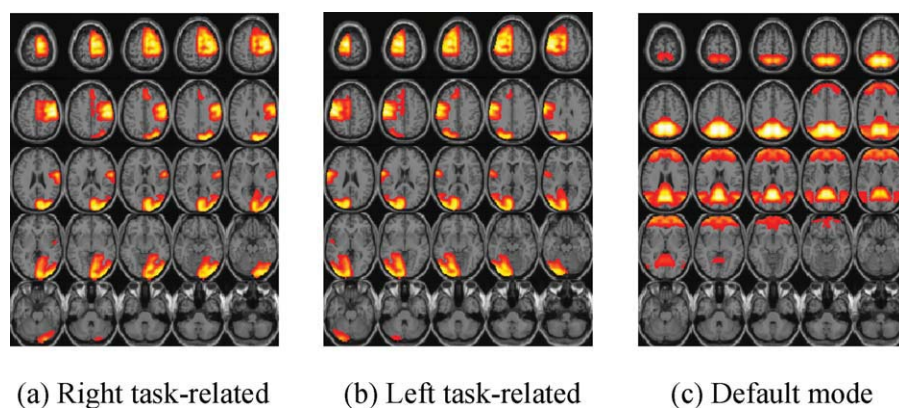 (a) Right task-related
(b) Left task-related
(c) Default mode